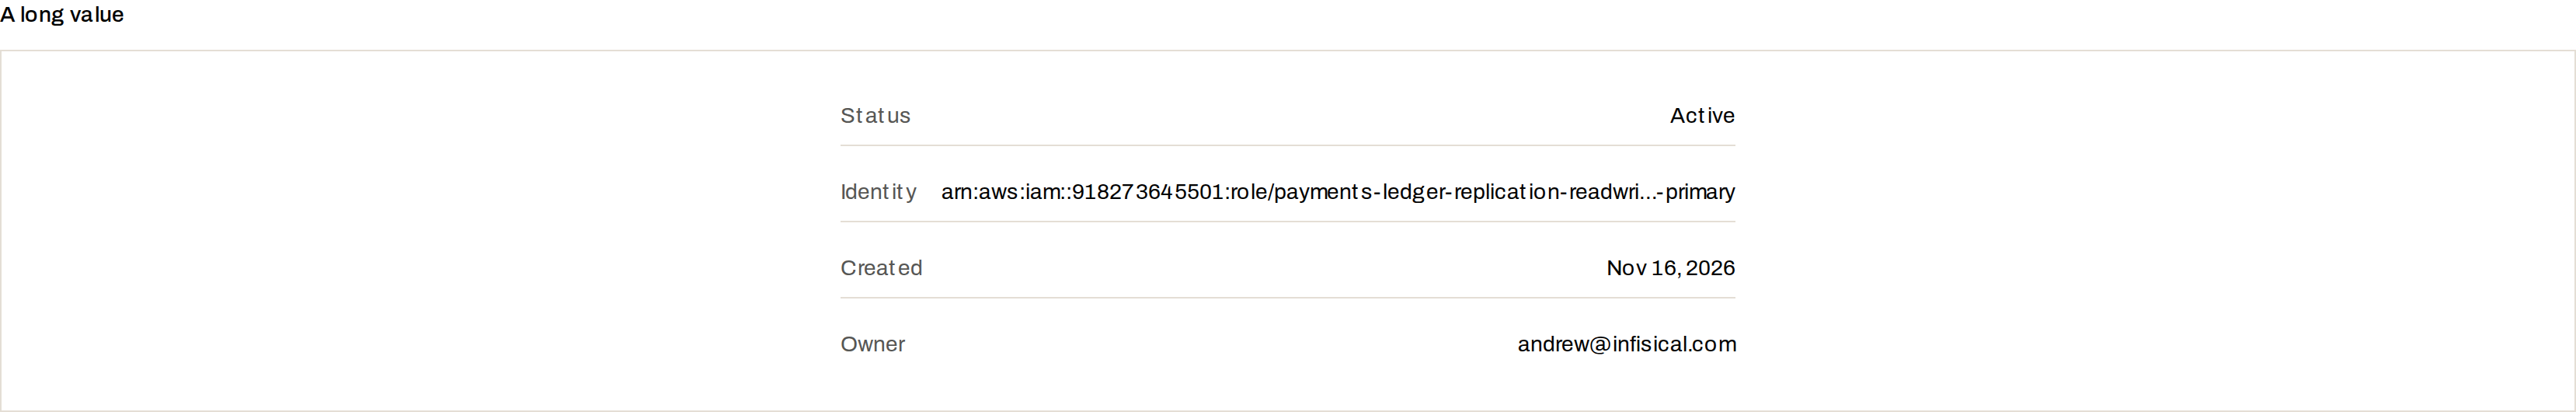 A long value
Status Active
Identity arn:aws:iam::918273645501:role/payments-ledger-replication-readwri...-primary
Created Nov 16, 2026
Owner andrew@infisical.com